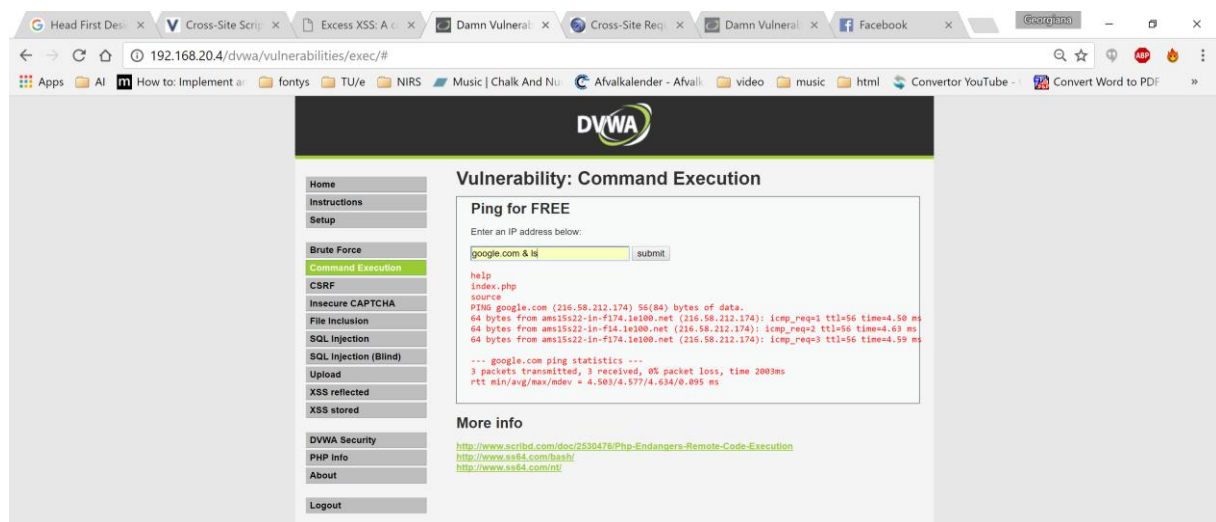 Head First Des
Cross-Site Scrip
Excess XSS: A c
Damn Vulnerab
Cross-Site Requ
Damn Vulnerab
Facebook
Georgiana
192.168.20.4/dvwa/vulnerabilities/exec/#
ABP
Apps
AI
How to: Implement an
fontys
TU/e
NIRS
Music | Chalk And Nu
Afvalkalender - Afvalk
video
music
html
Convertor YouTube -
Convert Word to PDF
»
DVWA
Home
Instructions
Setup
Brute Force
Command Execution
CSRF
Insecure CAPTCHA
File Inclusion
SQL Injection
SQL Injection (Blind)
Upload
XSS reflected
XSS stored
DVWA Security
PHP Info
About
Logout
Vulnerability: Command Execution
Ping for FREE
Enter an IP address below:
google.com & ls
submit
help
index.php
source
PING google.com (216.58.212.174) 56(84) bytes of data.
64 bytes from ams15s22-in-f174.1e100.net (216.58.212.174): icmp_req=1 ttl=56 time=4.50 ms
64 bytes from ams15s22-in-f14.1e100.net (216.58.212.174): icmp_req=2 ttl=56 time=4.63 ms
64 bytes from ams15s22-in-f174.1e100.net (216.58.212.174): icmp_req=3 ttl=56 time=4.59 ms
--- google.com ping statistics ---
3 packets transmitted, 3 received, 0% packet loss, time 2003ms
rtt min/avg/max/mdev = 4.503/4.577/4.634/0.095 ms
More info
http://www.scribd.com/doc/2530476/Php-Endangers-Remote-Code-Execution
http://www.ss64.com/bash/
http://www.ss64.com/nt/